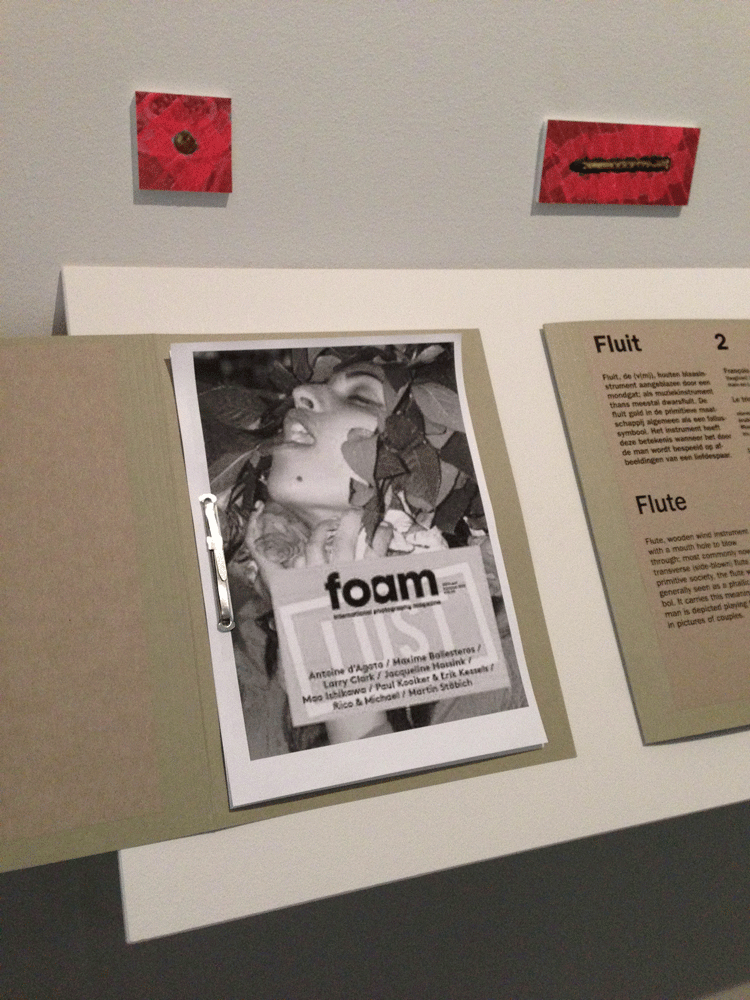 foam
international photography magazine
LUST
Antoine d'Agata / Maxime Ballesteros /
Larry Clark / Jacqueline Hassink /
Mao Ishikawa / Paul Kooiker & Erik Kessels /
Rico & Michael / Martin Stöbich
Fluit
2
Fluit, de (v(m)), houten blaasin-
strument aangeblazen door een
mondgat; als muziekinstrument
thans meestal dwarsfluit. De
fluit gold in de primitieve maat-
schappij algemeen als een fallus-
symbool. Het instrument heeft
deze betekenis wanneer het door
de man wordt bespeeld op af-
beeldingen van een liefdespaar.
Flute
Flute, wooden wind instrument
with a mouth hole to blow
through; most commonly now
transverse (side-blown) flute.
primitive society, the flute w
generally seen as a phallic
bol. It carries this meaning
man is depicted playing
in pictures of couples.